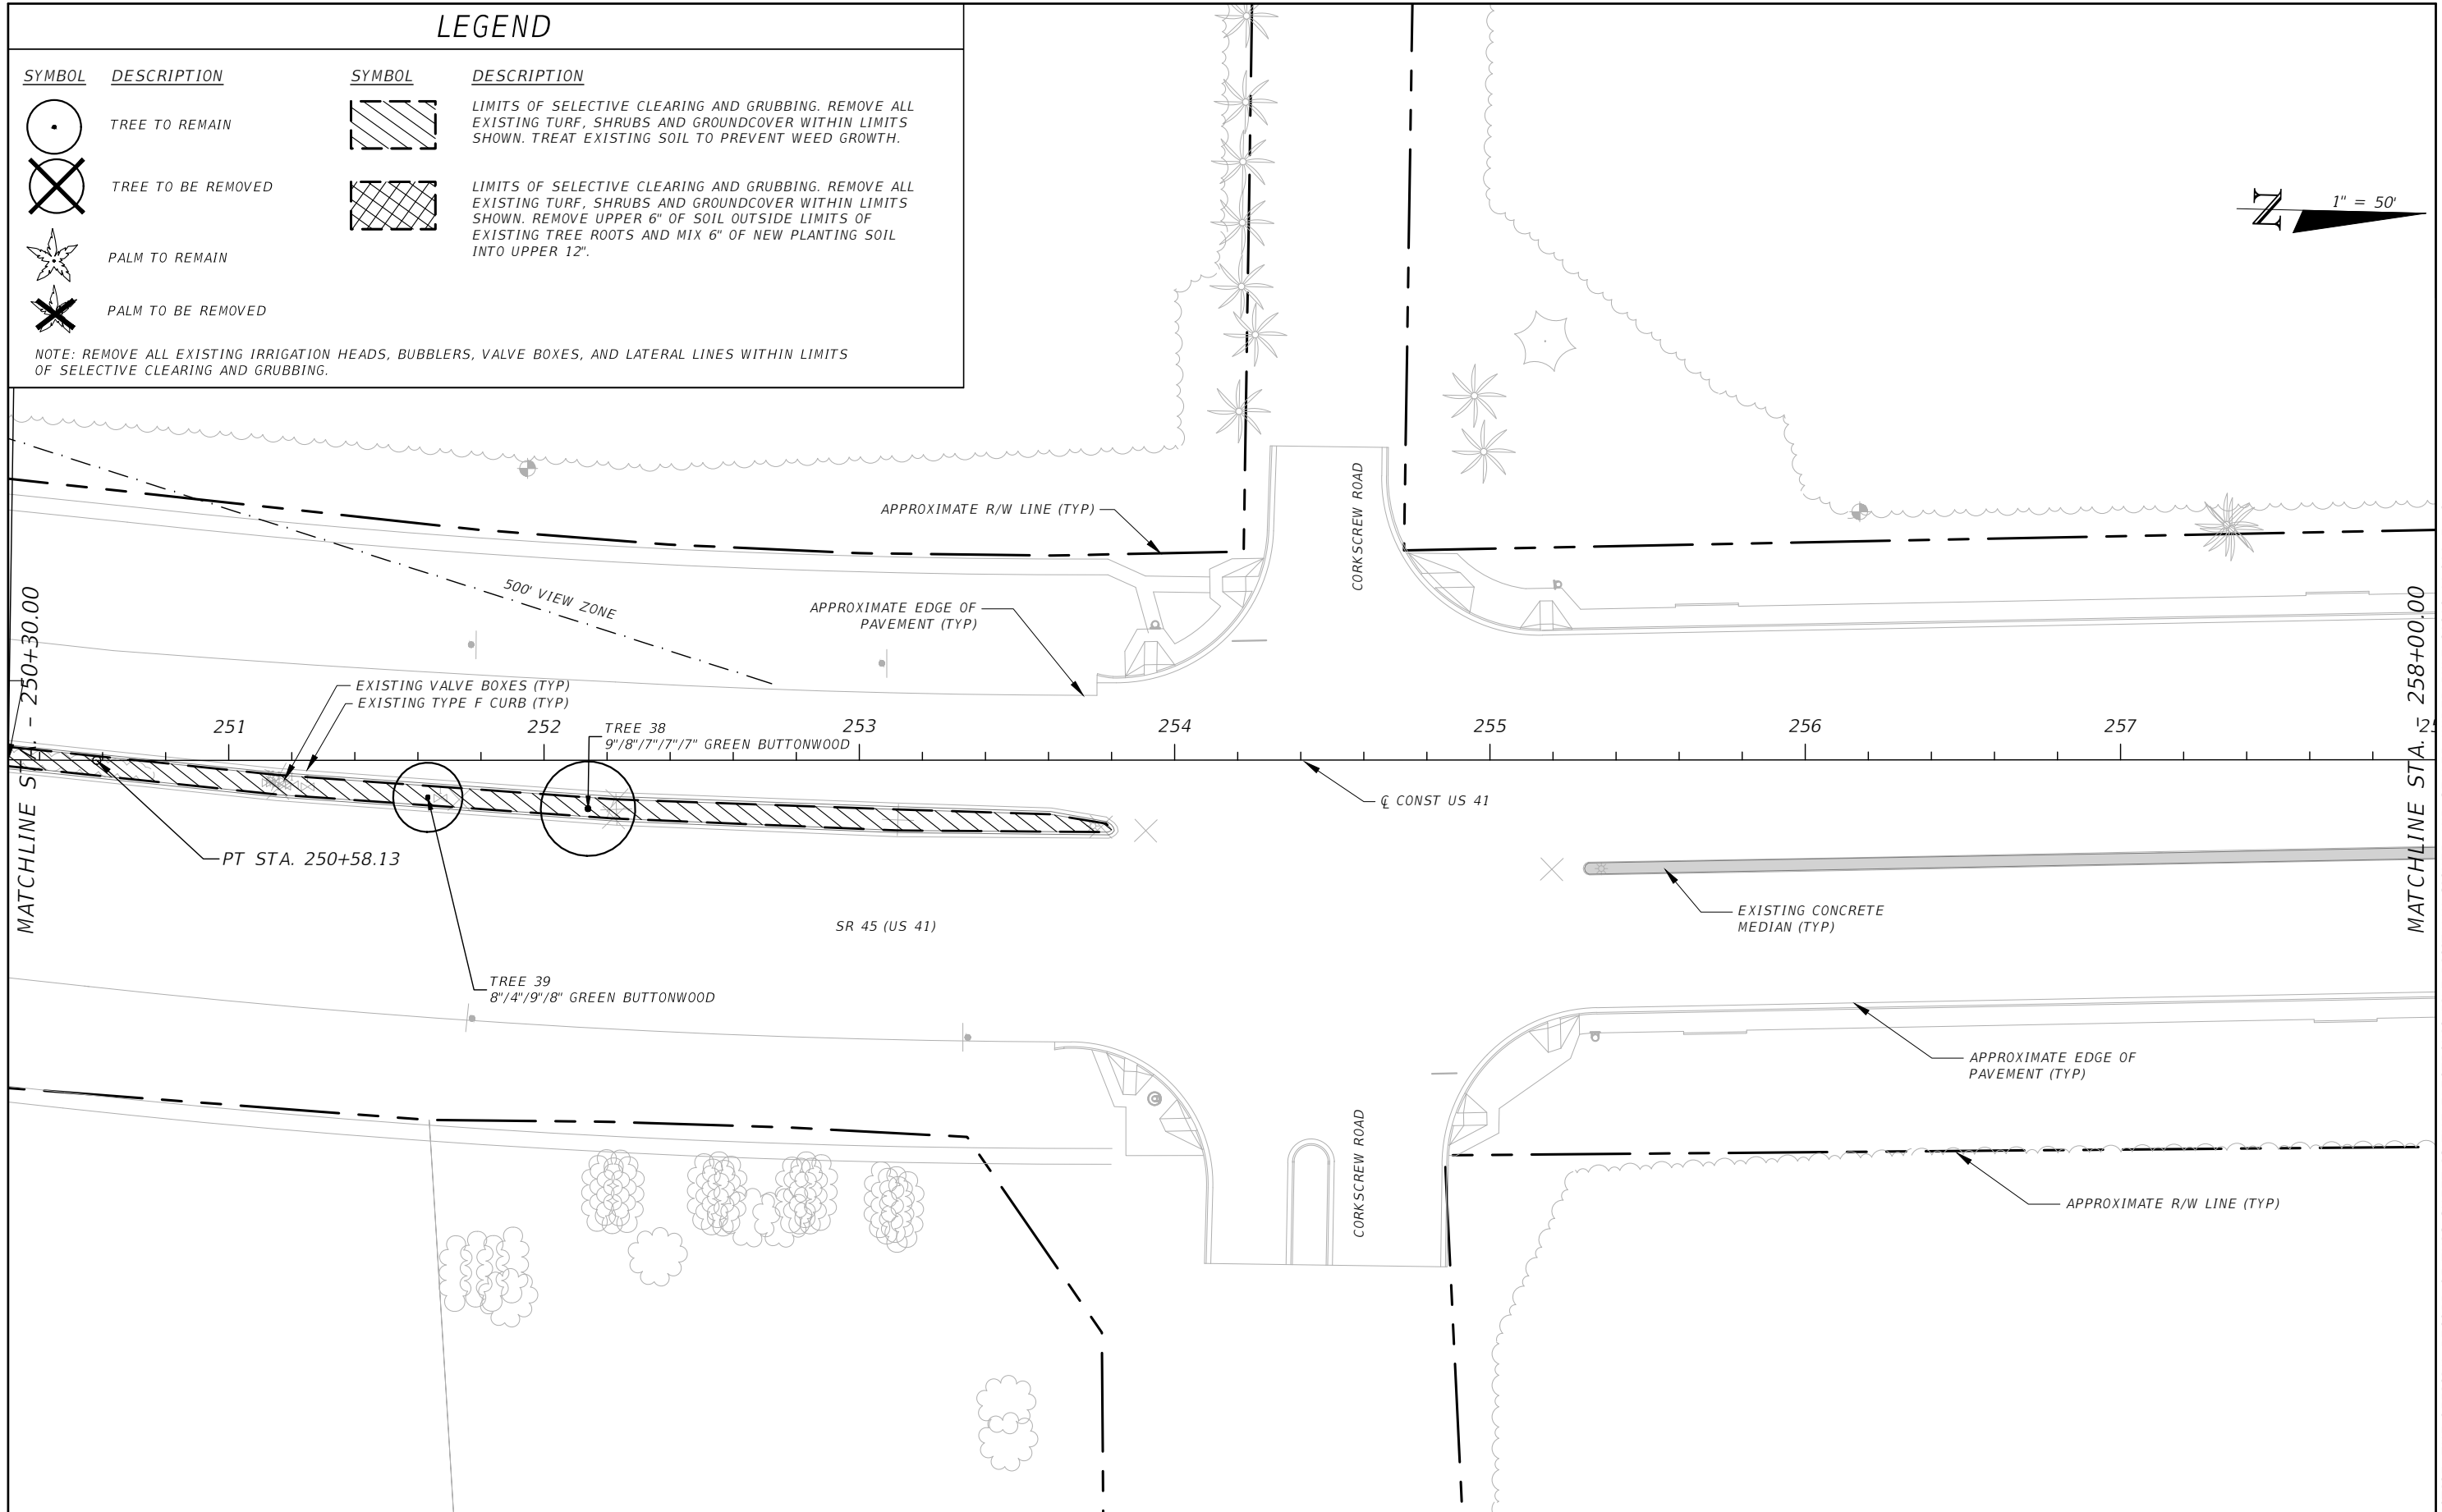 LEGEND
SYMBOL DESCRIPTION SYMBOL DESCRIPTION
TREE TO REMAIN
TREE TO BE REMOVED
PALM TO REMAIN
PALM TO BE REMOVED
LIMITS OF SELECTIVE CLEARING AND GRUBBING. REMOVE ALL
EXISTING TURF, SHRUBS AND GROUNDCOVER WITHIN LIMITS
SHOWN. TREAT EXISTING SOIL TO PREVENT WEED GROWTH.
LIMITS OF SELECTIVE CLEARING AND GRUBBING. REMOVE ALL
EXISTING TURF, SHRUBS AND GROUNDCOVER WITHIN LIMITS
SHOWN. REMOVE UPPER 6" OF SOIL OUTSIDE LIMITS OF
EXISTING TREE ROOTS AND MIX 6" OF NEW PLANTING SOIL
INTO UPPER 12".
NOTE: REMOVE ALL EXISTING IRRIGATION HEADS, BUBBLERS, VALVE BOXES, AND LATERAL LINES WITHIN LIMITS
OF SELECTIVE CLEARING AND GRUBBING.
N
1" = 50'
APPROXIMATE R/W LINE (TYP)
CORKSCREW ROAD
500' VIEW ZONE
APPROXIMATE EDGE OF
PAVEMENT (TYP)
MATCHLINE STA. - 250+30.00
MATCHLINE STA. - 258+00.00
EXISTING VALVE BOXES (TYP)
EXISTING TYPE F CURB (TYP)
251 252 253 254 255 256 257
TREE 38
9"/8"/7"/7"/7" GREEN BUTTONWOOD
℄ CONST US 41
PT STA. 250+58.13
SR 45 (US 41)
EXISTING CONCRETE
MEDIAN (TYP)
TREE 39
8"/4"/9"/8" GREEN BUTTONWOOD
APPROXIMATE EDGE OF
PAVEMENT (TYP)
CORKSCREW ROAD
APPROXIMATE R/W LINE (TYP)